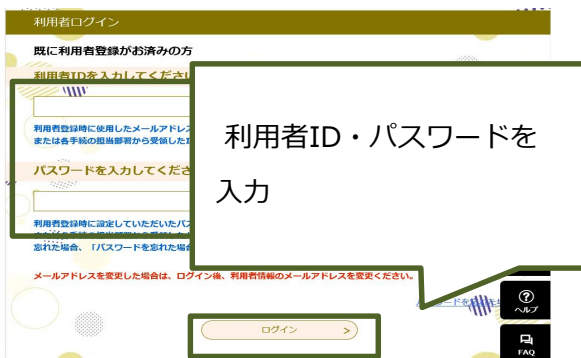 利用者ログイン
既に利用者登録がお済みの方
利用者IDを入力してくださ
利用者登録時に使用したメールアドレス
または各手続の担当部署から受領したI
パスワードを入力してくださ
利用者登録時に設定していただいたパス
忘れた場合、「パスワードを忘れた場合
メールアドレスを変更した場合は、ログイン後、利用者情報のメールアドレスを変更ください。
利用者ID・パスワードを
入力
ログイン >
ヘルプ
FAQ